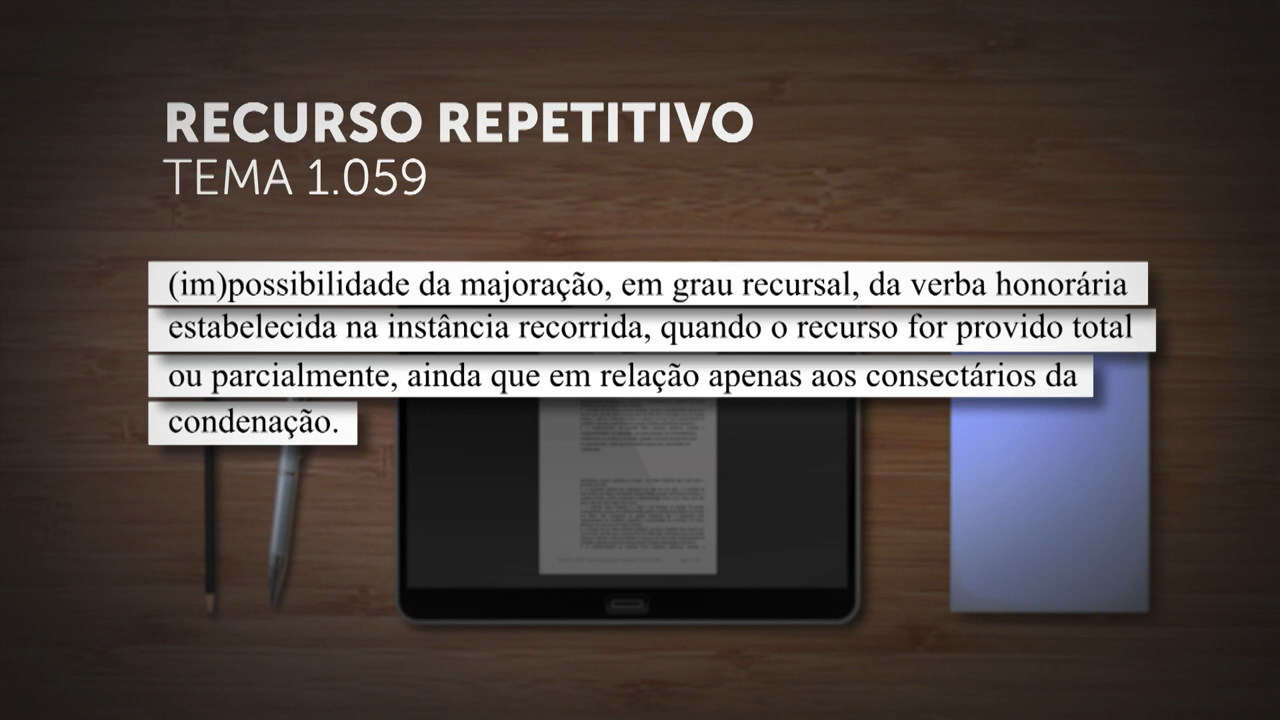 RECURSO REPETITIVO
TEMA 1.059
(im)possibilidade da majoração, em grau recursal, da verba honorária
estabelecida na instância recorrida, quando o recurso for provido total
ou parcialmente, ainda que em relação apenas aos consectários da
condenação.